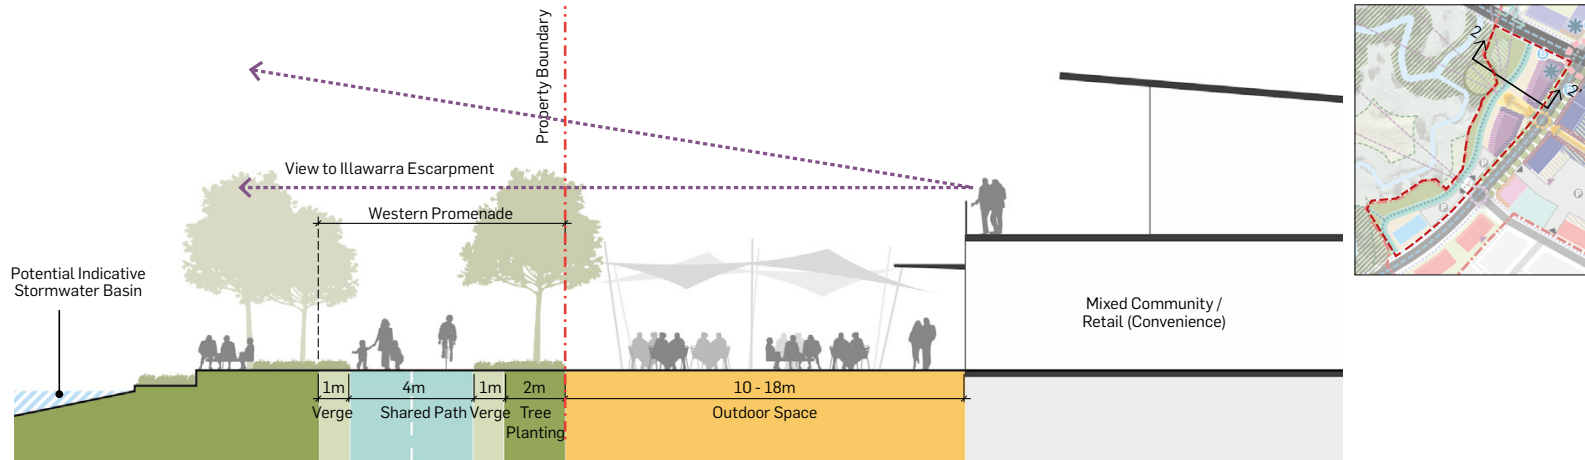 Property Boundary
View to Illawarra Escarpment
Western Promenade
Potential Indicative
Stormwater Basin
Mixed Community /
Retail (Convenience)
1m
4m
1m
2m
10 - 18m
Verge
Shared Path
Verge
Tree
Planting
Outdoor Space
2
2'
P
P
P